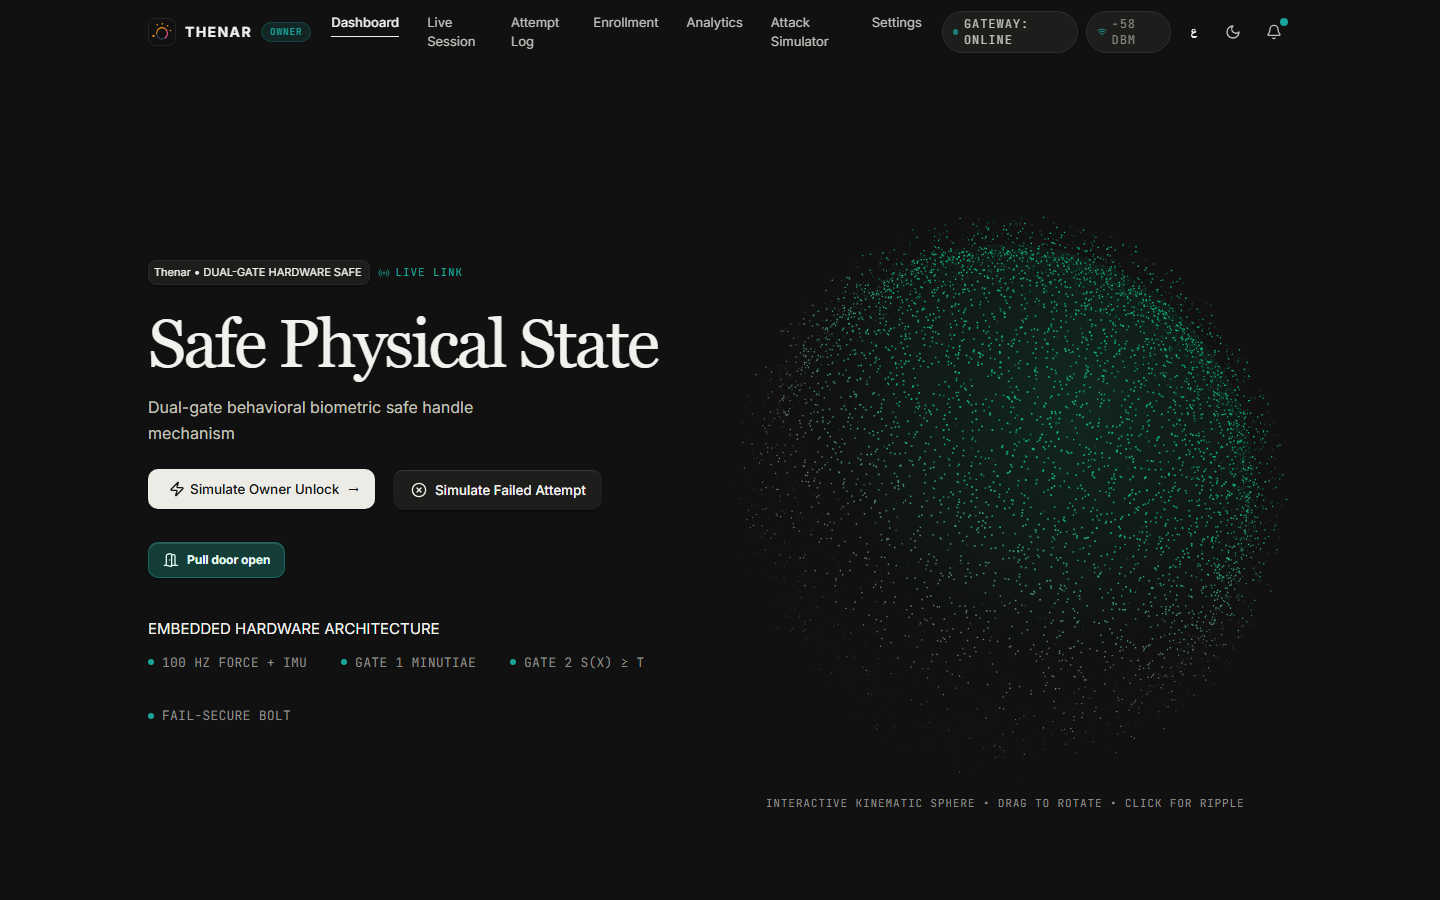 THENAR OWNER Dashboard Live Session Attempt Log Enrollment Analytics Attack Simulator Settings GATEWAY: ONLINE -58 DBM ع
Thenar • DUAL-GATE HARDWARE SAFE LIVE LINK
Safe Physical State
Dual-gate behavioral biometric safe handle
mechanism
Simulate Owner Unlock → Simulate Failed Attempt
Pull door open
EMBEDDED HARDWARE ARCHITECTURE
100 HZ FORCE + IMU GATE 1 MINUTIAE GATE 2 S(X) ≥ T
FAIL-SECURE BOLT
INTERACTIVE KINEMATIC SPHERE • DRAG TO ROTATE • CLICK FOR RIPPLE